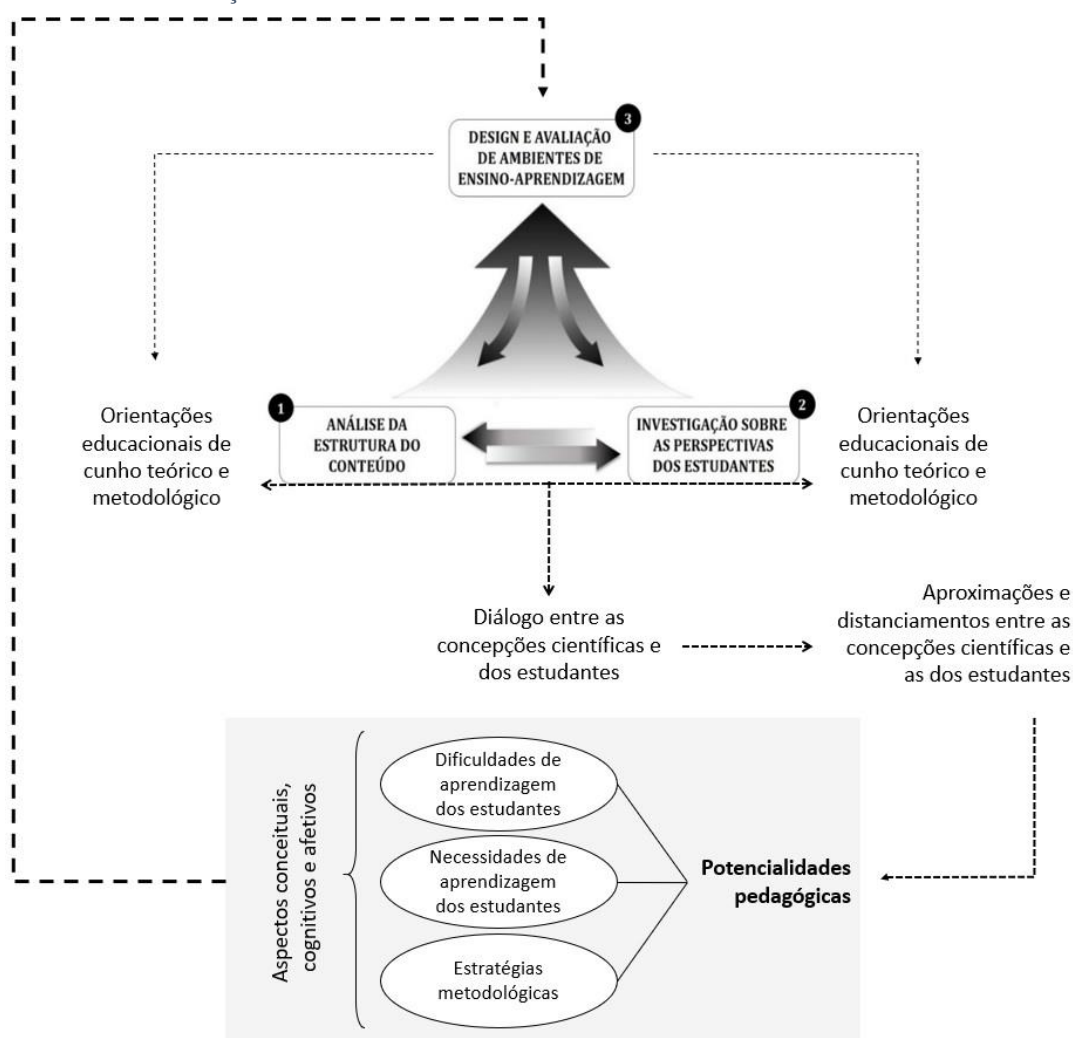 3
DESIGN E AVALIAÇÃO
DE AMBIENTES DE
ENSINO-APRENDIZAGEM
Orientações
educacionais de
cunho teórico e
metodológico
1
ANÁLISE DA
ESTRUTURA DO
CONTEÚDO
2
INVESTIGAÇÃO SOBRE
AS PERSPECTIVAS
DOS ESTUDANTES
Orientações
educacionais de
cunho teórico e
metodológico
Diálogo entre as
concepções científicas e
dos estudantes
Aproximações e
distanciamentos entre as
concepções científicas e
as dos estudantes
Aspectos conceituais,
cognitivos e afetivos
Dificuldades de
aprendizagem
dos estudantes
Necessidades de
aprendizagem
dos estudantes
Estratégias
metodológicas
Potencialidades
pedagógicas